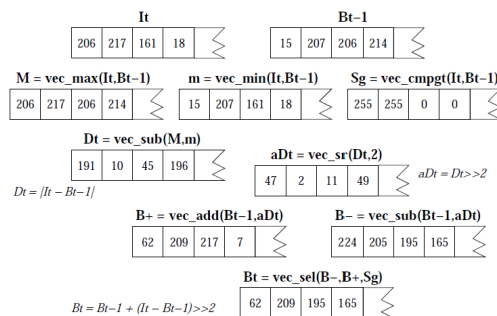 It Bt−1
206 217 161 18 15 207 206 214
M = vec_max(It,Bt−1) m = vec_min(It,Bt−1) Sg = vec_cmpgt(It,Bt−1)
206 217 206 214 15 207 161 18 255 255 0 0
Dt = vec_sub(M,m)
191 10 45 196
aDt = vec_sr(Dt,2)
47 2 11 49
Dt = |It − Bt−1|
aDt = Dt>>2
B+ = vec_add(Bt−1,aDt) B− = vec_sub(Bt−1,aDt)
62 209 217 7 224 205 195 165
Bt = vec_sel(B−,B+,Sg)
62 209 195 165
Bt = Bt−1 + (It − Bt−1)>>2